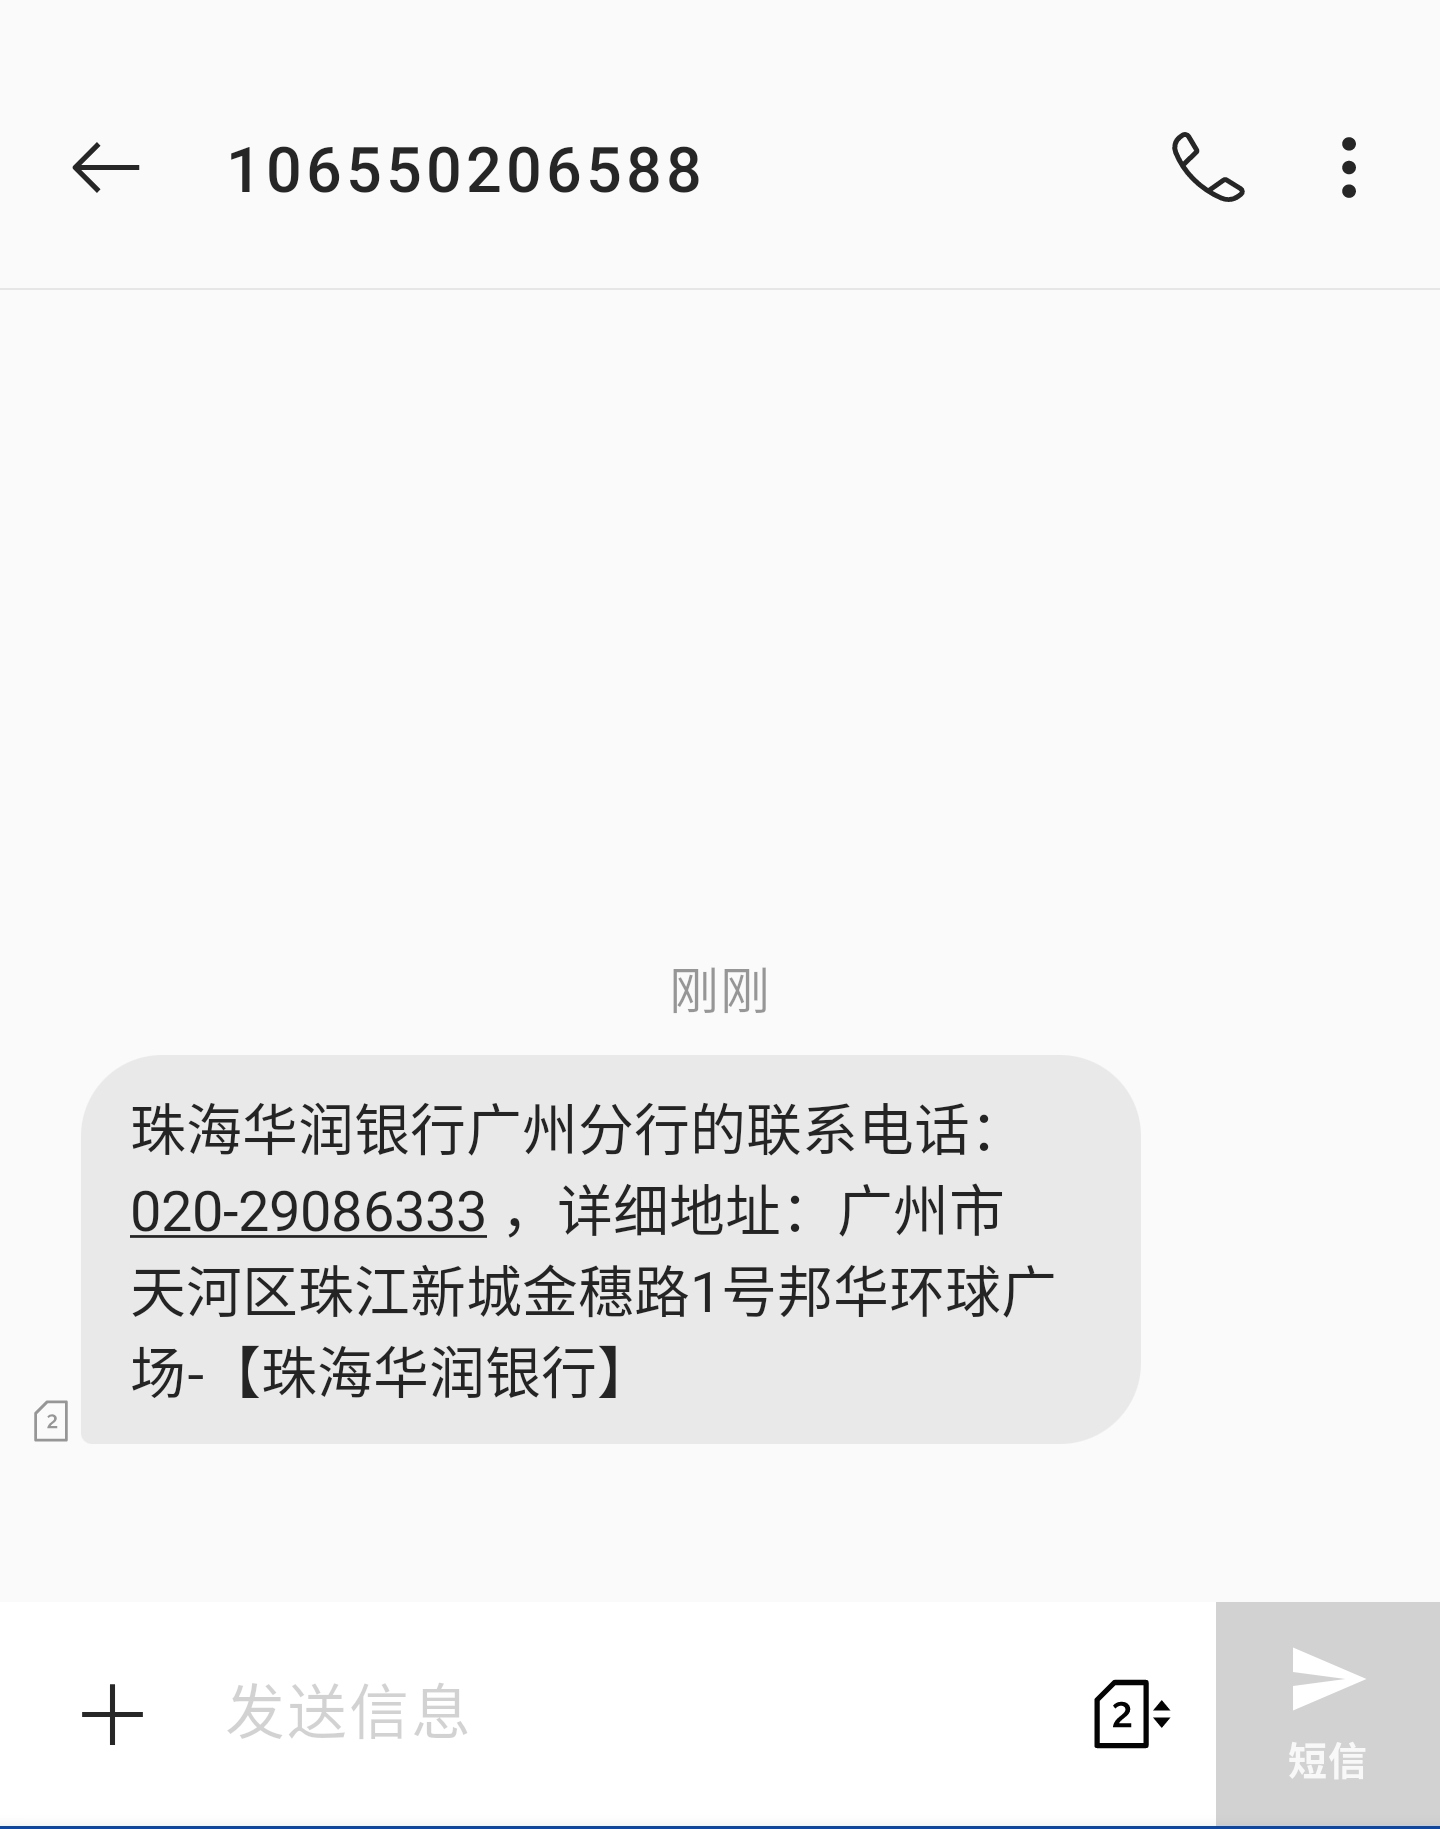 106550206588
刚刚
珠海华润银行广州分行的联系电话：
020-29086333，详细地址：广州市
天河区珠江新城金穗路1号邦华环球广
场-【珠海华润银行】
2
发送信息
2
短信